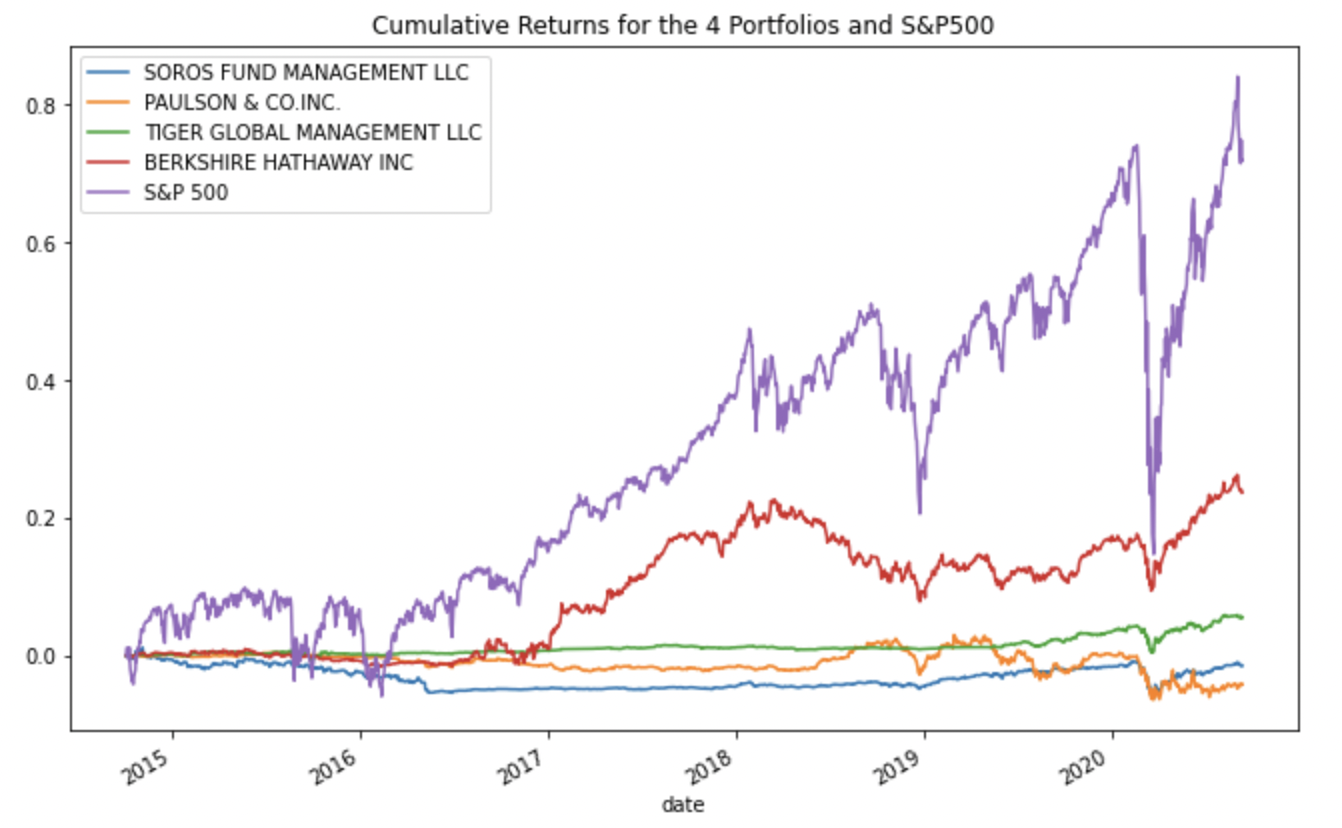 Cumulative Returns for the 4 Portfolios and S&P500
SOROS FUND MANAGEMENT LLC
PAULSON & CO.INC.
TIGER GLOBAL MANAGEMENT LLC
BERKSHIRE HATHAWAY INC
S&P 500
0.8
0.6
0.4
0.2
0.0
2015
2016
2017
2018
2019
2020
date